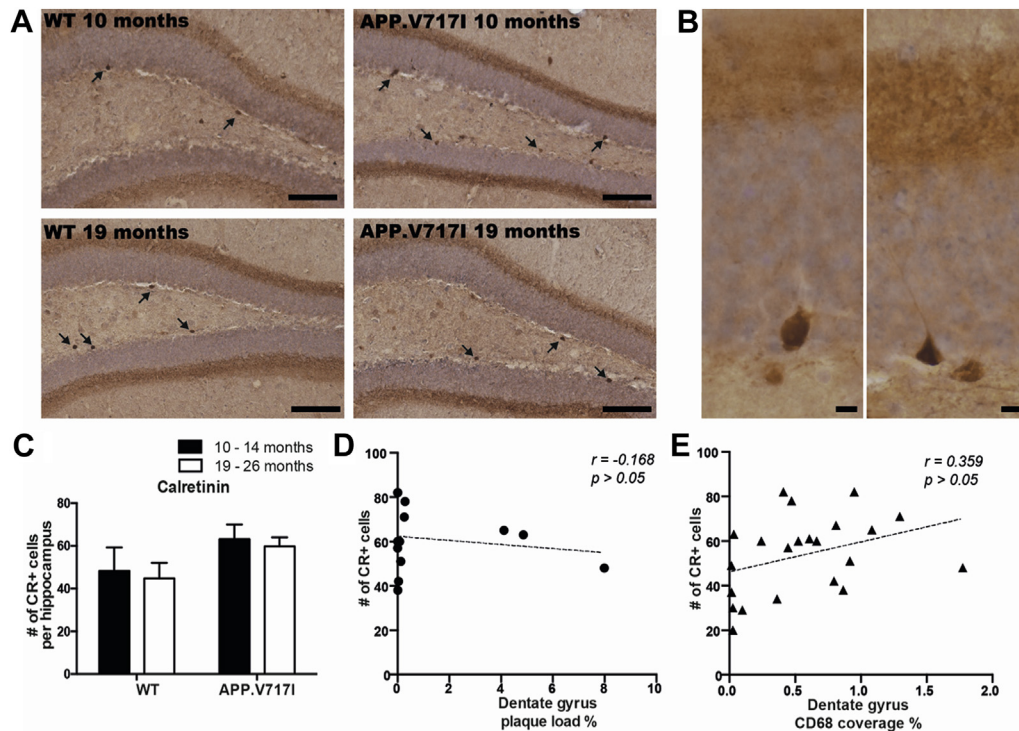 A
WT 10 months
APP.V717I 10 months
B
WT 19 months
APP.V717I 19 months
C
10 - 14 months
19 - 26 months
Calretinin
# of CR+ cells
per hippocampus
80
60
40
20
0
WT
APP.V717I
D
r = -0.168
p > 0.05
# of CR+ cells
100
80
60
40
20
0
0 2 4 6 8 10
Dentate gyrus
plaque load %
E
r = 0.359
p > 0.05
# of CR+ cells
100
80
60
40
20
0
0.0 0.5 1.0 1.5 2.0
Dentate gyrus
CD68 coverage %